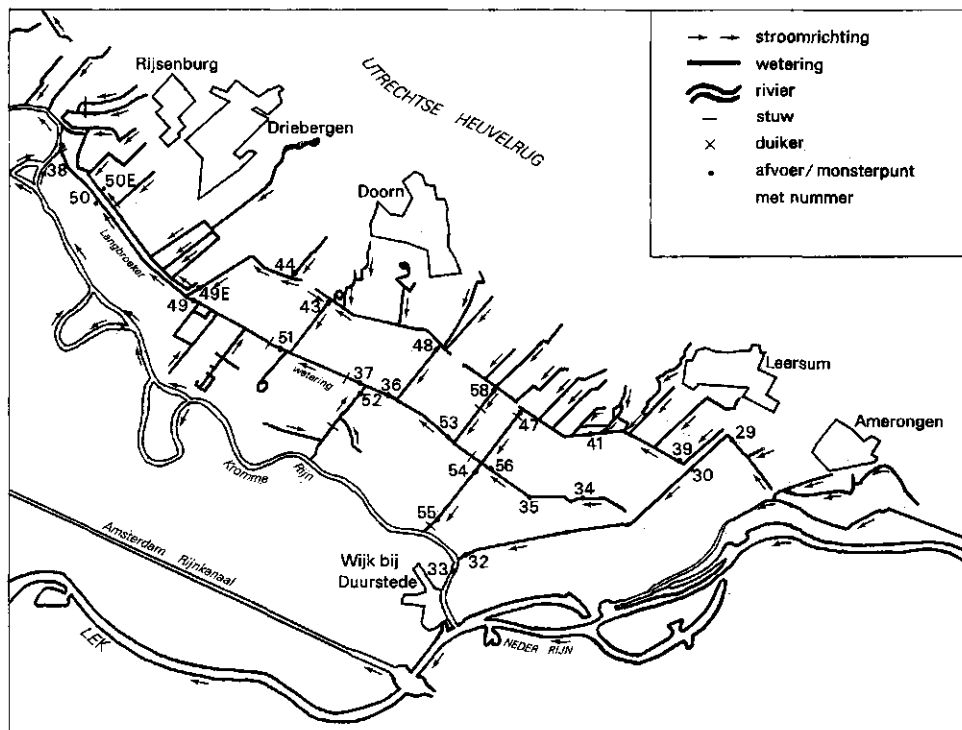 stroomrichting
wetering
rivier
stuw
duiker
afvoer/monsterpunt
met nummer
Rijsenburg
UTRECHTSE HEUVELRUG
Driebergen
38
50E
50
Doorn
Langbroeker
44
49E
49
43
51
48
Leersum
wetering
37
36
52
58
47
53
41
39
29
Amerongen
30
Kromme
Rijn
54
56
34
35
55
Amsterdam
Rijnkanaal
Wijk bij
Duurstede
33
32
LEK
NEDER RIJN